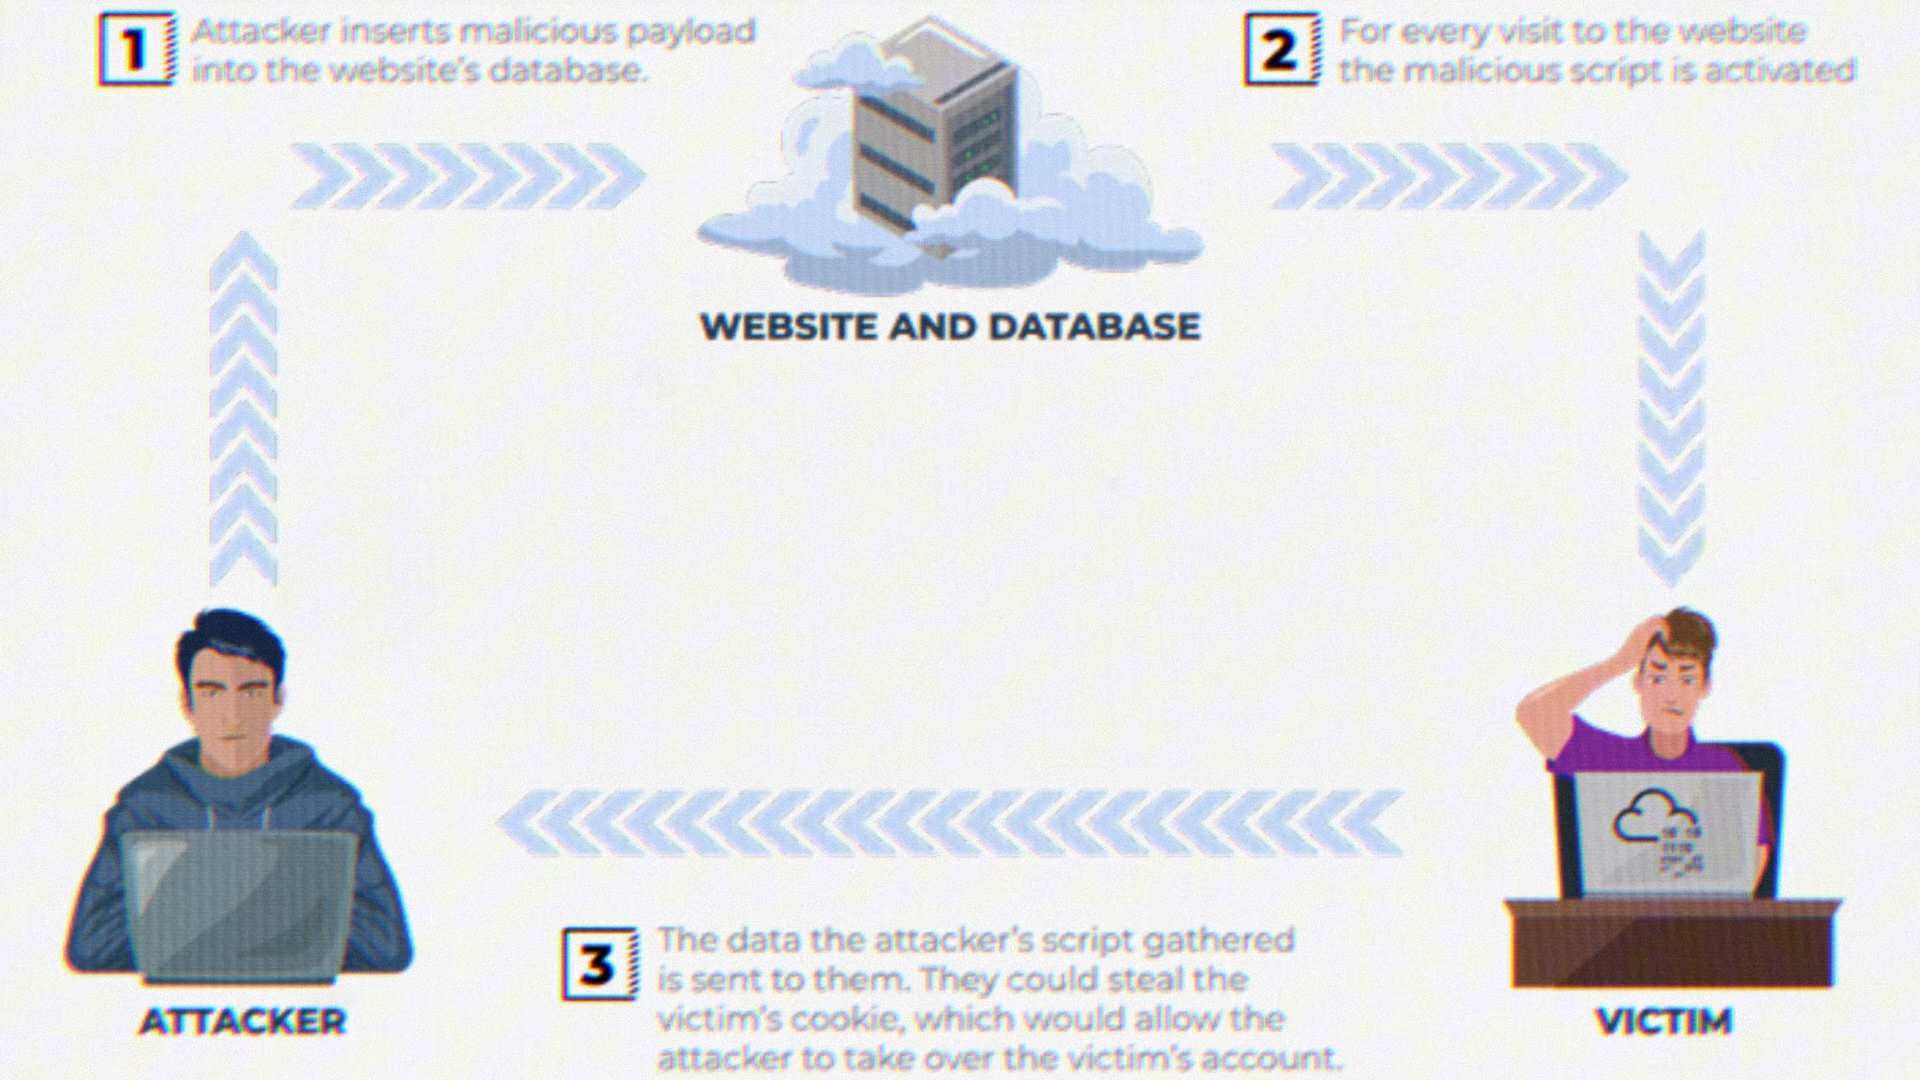 1
Attacker inserts malicious payload
into the website's database.
2
For every visit to the website
the malicious script is activated
WEBSITE AND DATABASE
3
The data the attacker's script gathered
is sent to them. They could steal the
victim's cookie, which would allow the
attacker to take over the victim's account.
ATTACKER
VICTIM